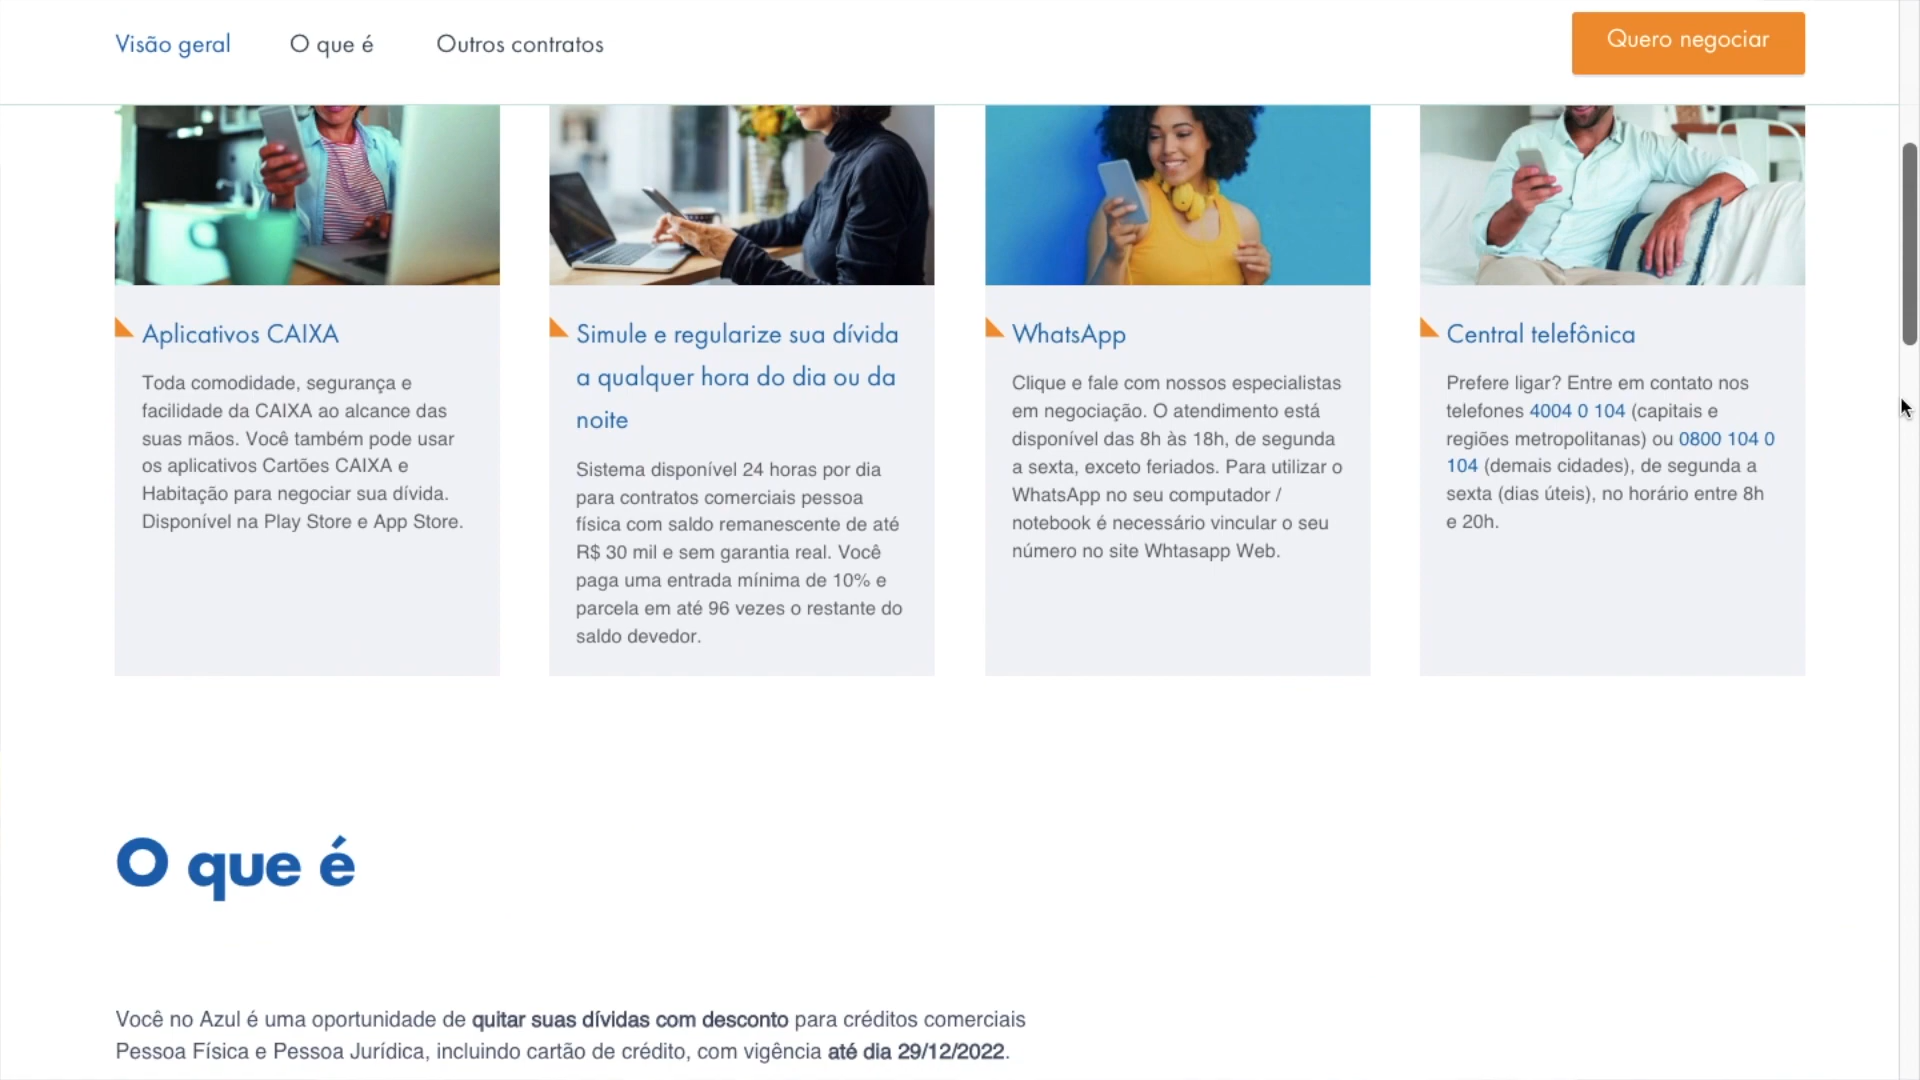 Visão geral
O que é
Outros contratos
Quero negociar
Aplicativos CAIXA
Toda comodidade, segurança e
facilidade da CAIXA ao alcance das
suas mãos. Você também pode usar
os aplicativos Cartões CAIXA e
Habitação para negociar sua dívida.
Disponível na Play Store e App Store.
Simule e regularize sua dívida
a qualquer hora do dia ou da
noite
Sistema disponível 24 horas por dia
para contratos comerciais pessoa
física com saldo remanescente de até
R$ 30 mil e sem garantia real. Você
paga uma entrada mínima de 10% e
parcela em até 96 vezes o restante do
saldo devedor.
WhatsApp
Clique e fale com nossos especialistas
em negociação. O atendimento está
disponível das 8h às 18h, de segunda
a sexta, exceto feriados. Para utilizar o
WhatsApp no seu computador /
notebook é necessário vincular o seu
número no site Whtasapp Web.
Central telefônica
Prefere ligar? Entre em contato nos
telefones 4004 0 104 (capitais e
regiões metropolitanas) ou 0800 104 0
104 (demais cidades), de segunda a
sexta (dias úteis), no horário entre 8h
e 20h.
O que é
Você no Azul é uma oportunidade de quitar suas dívidas com desconto para créditos comerciais
Pessoa Física e Pessoa Jurídica, incluindo cartão de crédito, com vigência até dia 29/12/2022.